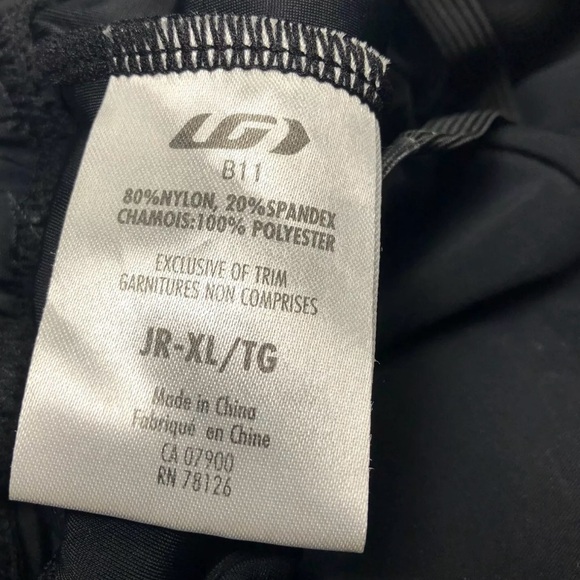 LG
B11
80%NYLON, 20%SPANDEX
CHAMOIS:100% POLYESTER
EXCLUSIVE OF TRIM
GARNITURES NON COMPRISES
JR-XL/TG
Made in China
Fabriqué en Chine
CA 07900
RN 78126